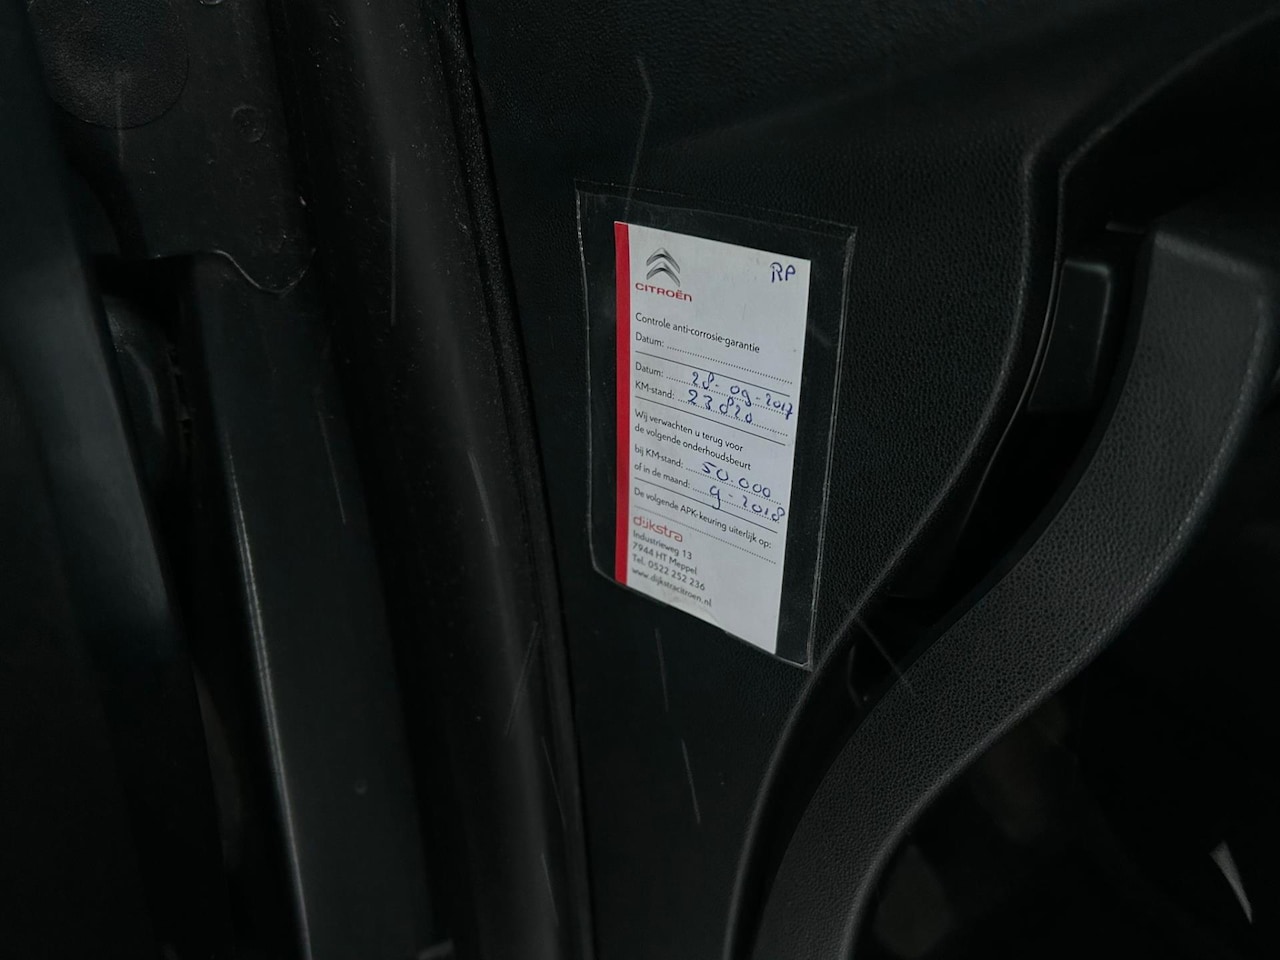 RP
CITROËN
Controle anti-corrosie-garantie
Datum:
Datum: 28-09-2017
KM-stand: 23820
Wij verwachten u terug voor
de volgende onderhoudsbeurt
bij KM-stand: 50.000
of in de maand: 9-2018
De volgende APK-keuring uiterlijk op:
dijkstra
Industrieweg 13
7944 HT Meppel
Tel. 0522 252 236
www.dijkstracitroen.nl